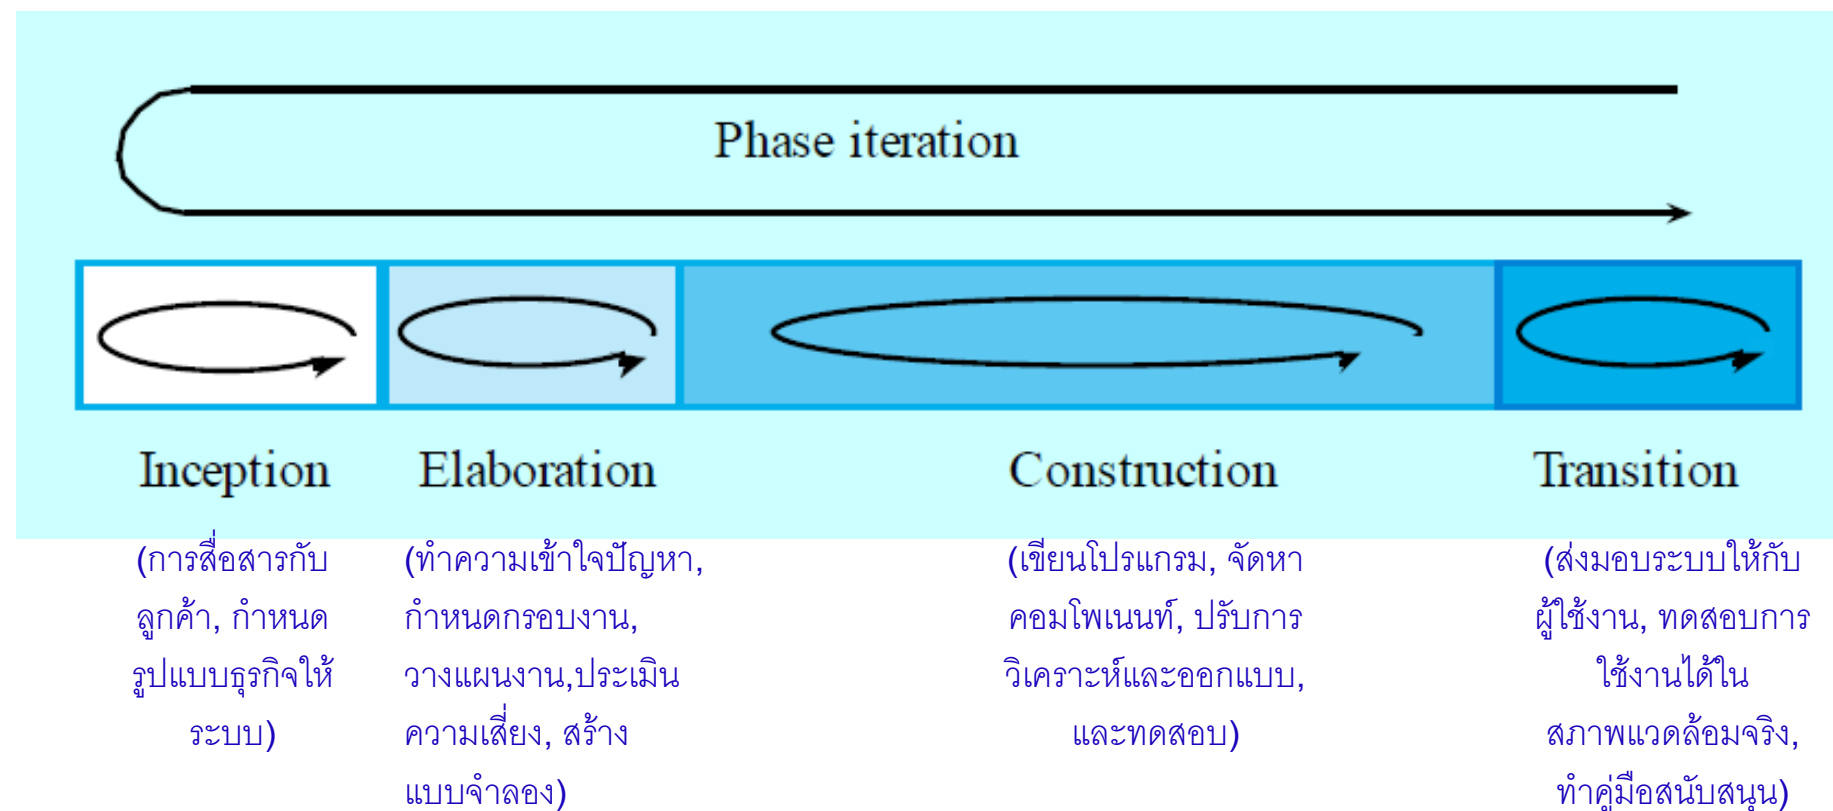 Phase iteration
Inception
Elaboration
Construction
Transition
(การสื่อสารกับ
ลูกค้า, กำหนด
รูปแบบธุรกิจให้
ระบบ)
(ทำความเข้าใจปัญหา,
กำหนดกรอบงาน,
วางแผนงาน,ประเมิน
ความเสี่ยง, สร้าง
แบบจำลอง)
(เขียนโปรแกรม, จัดหา
คอมโพเนนท์, ปรับการ
วิเคราะห์และออกแบบ,
และทดสอบ)
(ส่งมอบระบบให้กับ
ผู้ใช้งาน, ทดสอบการ
ใช้งานได้ใน
สภาพแวดล้อมจริง,
ทำคู่มือสนับสนุน)